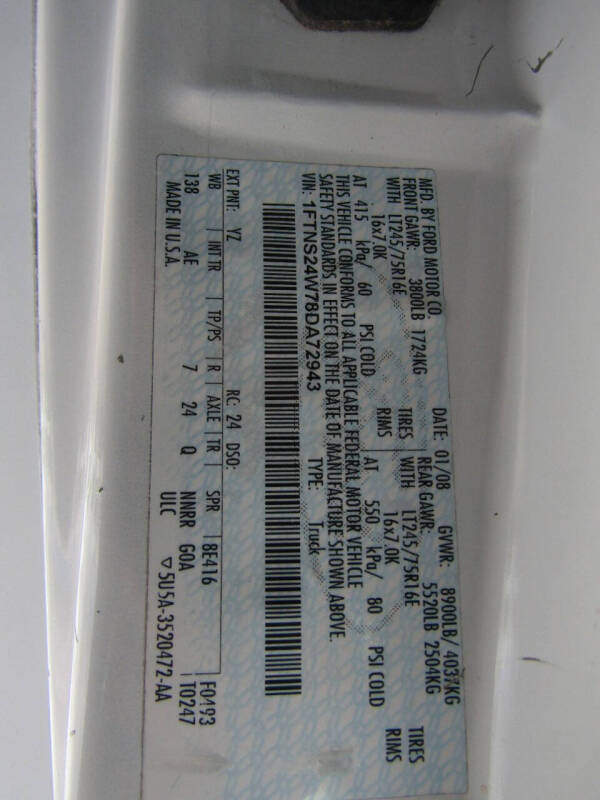 MFD. BY FORD MOTOR CO.
DATE: 01/08 GVWR: 8900LB/ 4037KG
FRONT GAWR: 3800LB 1724KG REAR GAWR: 5520LB 2504KG
WITH LT245/75R16E TIRES WITH LT245/75R16E TIRES
16x7.0K RIMS 16x7.0K RIMS
AT 415 kPa/ 60 PSI COLD AT 550 kPa/ 80 PSI COLD
THIS VEHICLE CONFORMS TO ALL APPLICABLE FEDERAL MOTOR VEHICLE
SAFETY STANDARDS IN EFFECT ON THE DATE OF MANUFACTURE SHOWN ABOVE.
VIN: 1FTNS24W78DA72943 TYPE: Truck
EXT PNT: YZ RC: 24 DSO: F0493
WB INT TR TP/PS R AXLE TR SPR 8E416 T0247
138 AE 7 24 Q NNRR GOA
MADE IN U.S.A. ULC ▽5U5A-3520472-AA